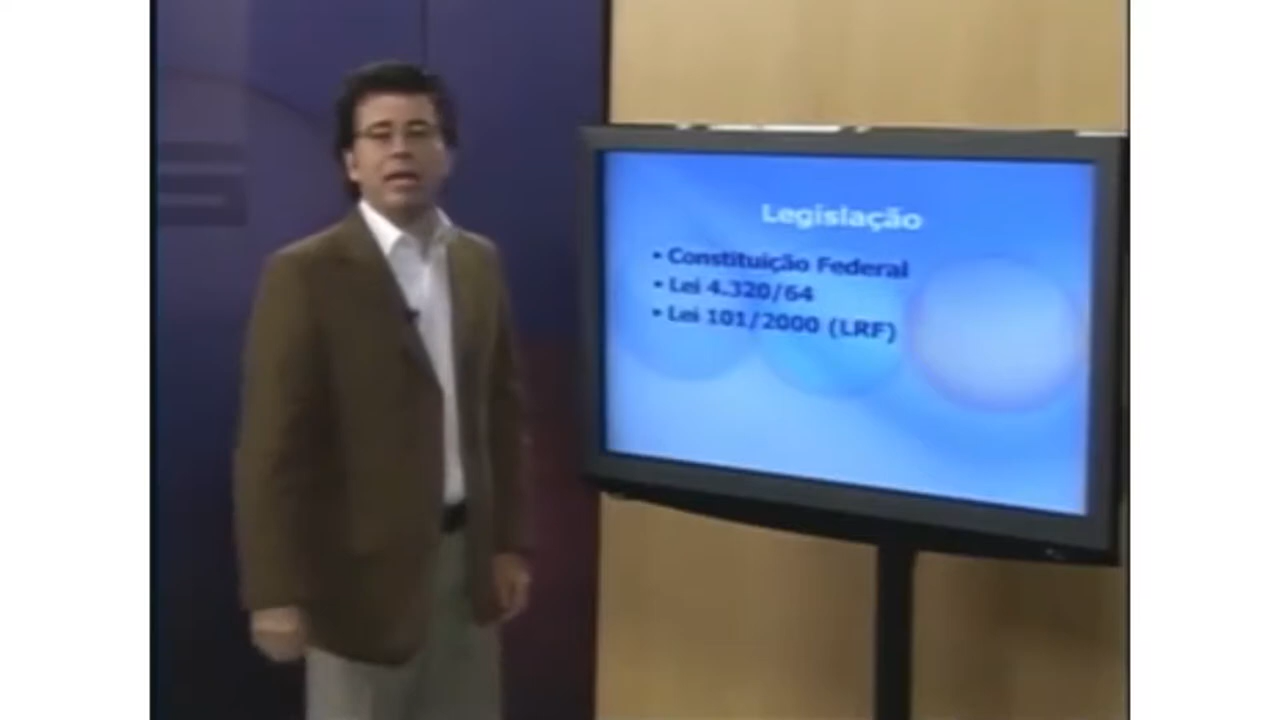 Legislação
• Constituição Federal
• Lei 4.320/64
• Lei 101/2000 (LRF)